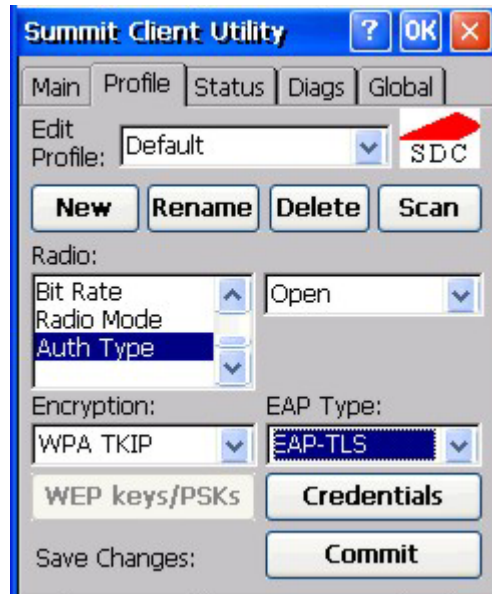 Summit Client Utility ? OK
Main Profile Status Diags Global
Edit
Profile: Default
SDC
New Rename Delete Scan
Radio:
Bit Rate
Radio Mode
Auth Type
Open
Encryption: EAP Type:
WPA TKIP EAP-TLS
WEP keys/PSKs Credentials
Save Changes: Commit